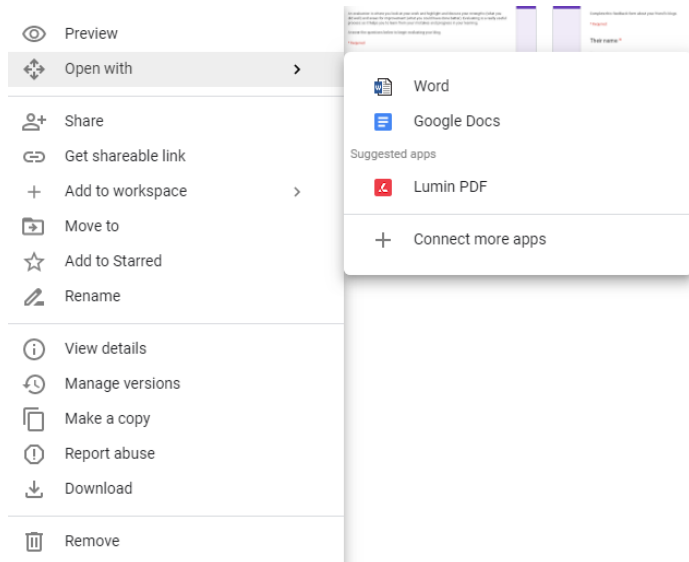 Preview
Open with
Share
Get shareable link
Add to workspace
Move to
Add to Starred
Rename
View details
Manage versions
Make a copy
Report abuse
Download
Remove
Their name *
Word
Google Docs
Suggested apps
Lumin PDF
Connect more apps